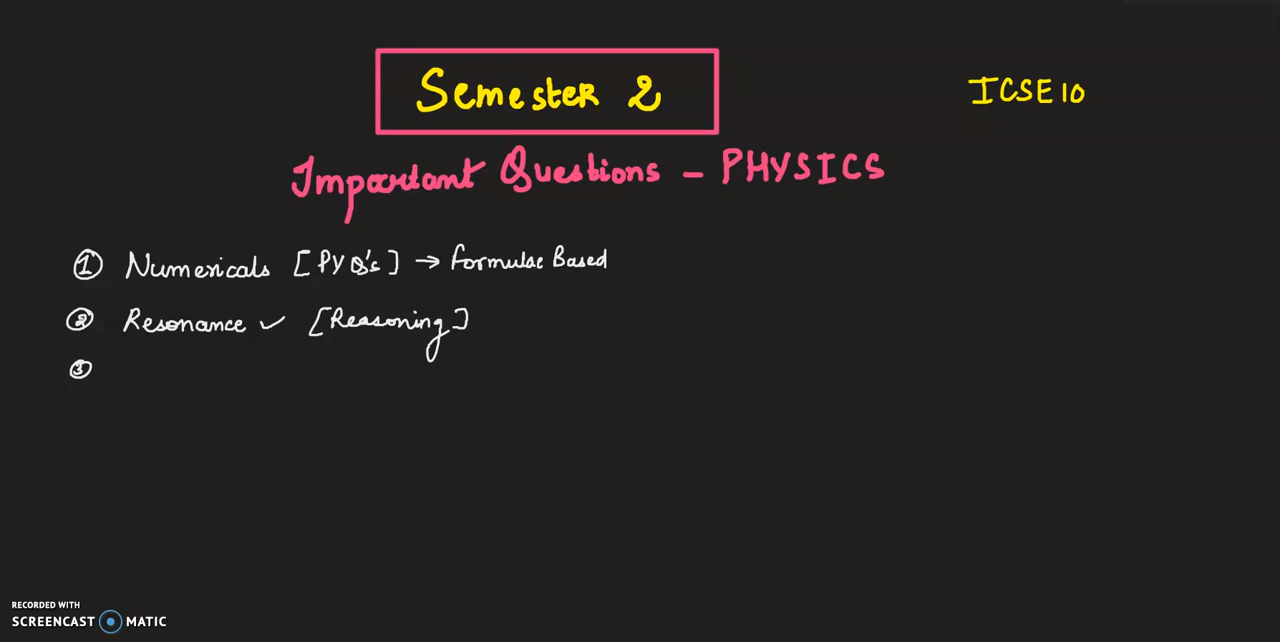 Semester 2
ICSE 10
Important Questions - PHYSICS
① Numericals [PYQ's] → Formulae Based
② Resonance ✓ [Reasoning]
③
RECORDED WITH
SCREENCAST MATIC